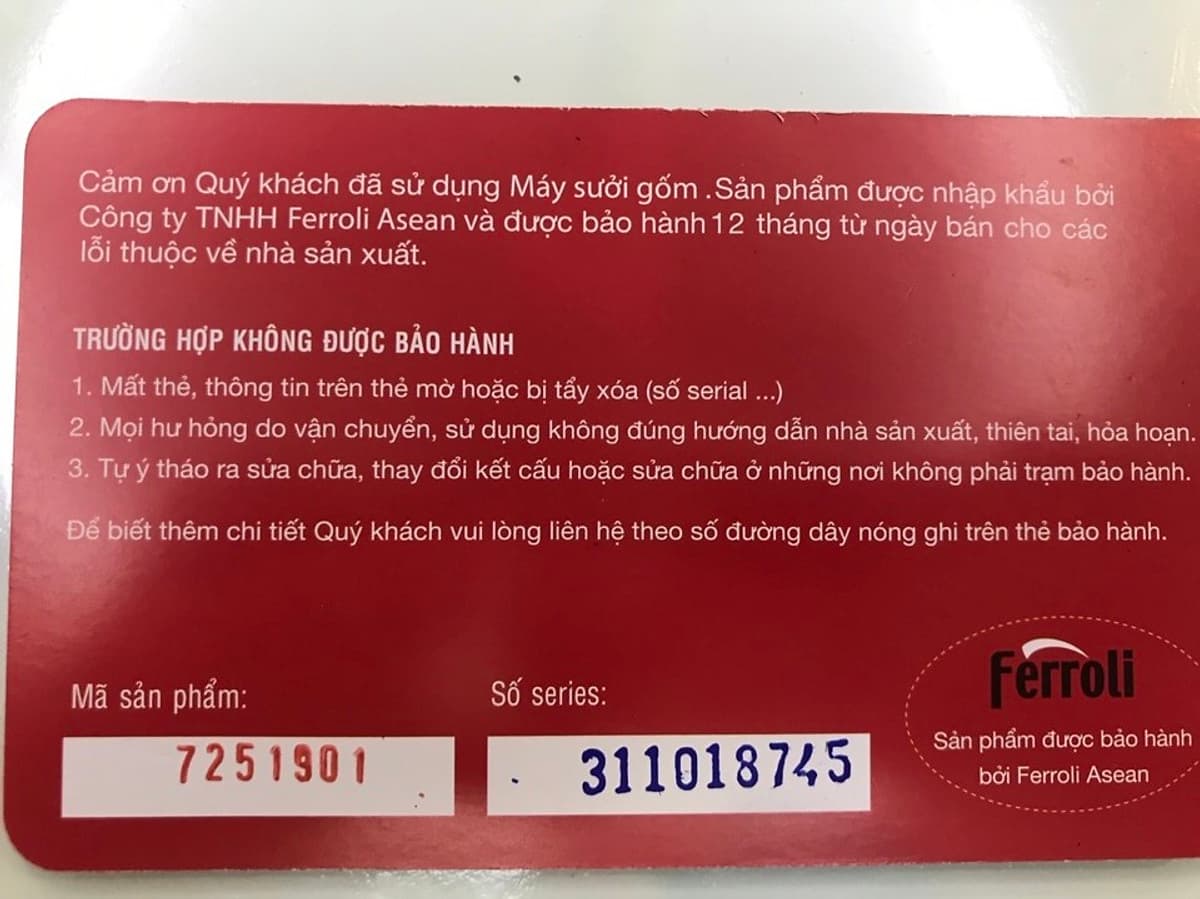 Cảm ơn Quý khách đã sử dụng Máy sưởi gốm .Sản phẩm được nhập khẩu bởi
Công ty TNHH Ferroli Asean và được bảo hành 12 tháng từ ngày bán cho các
lỗi thuộc về nhà sản xuất.
TRƯỜNG HỢP KHÔNG ĐƯỢC BẢO HÀNH
1. Mất thẻ, thông tin trên thẻ mờ hoặc bị tẩy xóa (số serial ...)
2. Mọi hư hỏng do vận chuyển, sử dụng không đúng hướng dẫn nhà sản xuất, thiên tai, hỏa hoạn.
3. Tự ý tháo ra sửa chữa, thay đổi kết cấu hoặc sửa chữa ở những nơi không phải trạm bảo hành.
Để biết thêm chi tiết Quý khách vui lòng liên hệ theo số đường dây nóng ghi trên thẻ bảo hành.
Mã sản phẩm:
7251901
Số series:
311018745
Ferroli
Sản phẩm được bảo hành
bởi Ferroli Asean